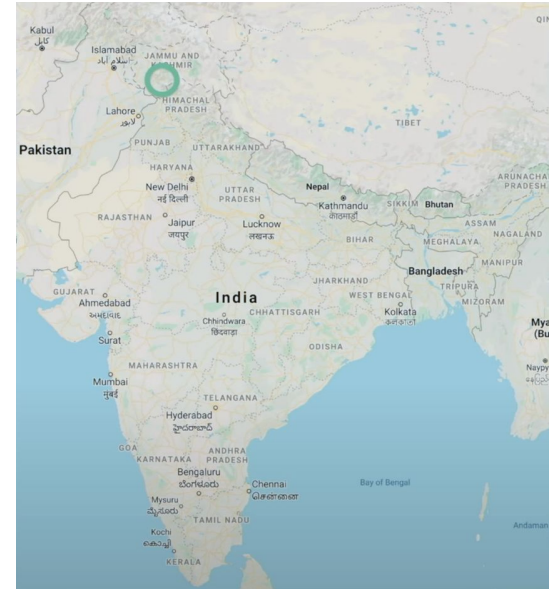 Kabul
کابل
Islamabad
اسلام آباد
JAMMU AND
KASHMIR
HIMACHAL
PRADESH
Lahore
لاہور
PUNJAB
UTTARAKHAND
TIBET
Pakistan
HARYANA
New Delhi
नई दिल्ली
UTTAR
PRADESH
Nepal
Kathmandu
काठमाडौं
SIKKIM
Bhutan
ARUNACHA
PRADESH
RAJASTHAN
Jaipur
जयपुर
Lucknow
लखनऊ
BIHAR
ASSAM
NAGALAND
MEGHALAYA
MANIPUR
Bangladesh
GUJARAT
Ahmedabad
અમદાવાદ
India
JHARKHAND
WEST BENGAL
TRIPURA
MIZORAM
Chhindwara
छिंदवाड़ा
CHHATTISGARH
Kolkata
কলকাতা
Surat
ODISHA
Mya
(Bu
MAHARASHTRA
Mumbai
मुंबई
Naypy
TELANGANA
Hyderabad
హైదరాబాద్
GOA
KARNATAKA
ANDHRA
PRADESH
Bengaluru
ಬೆಂಗಳೂರು
Chennai
சென்னை
Bay of Bengal
Mysuru
ಮೈಸೂರು
TAMIL NADU
Andaman
Kochi
കൊച്ചി
KERALA